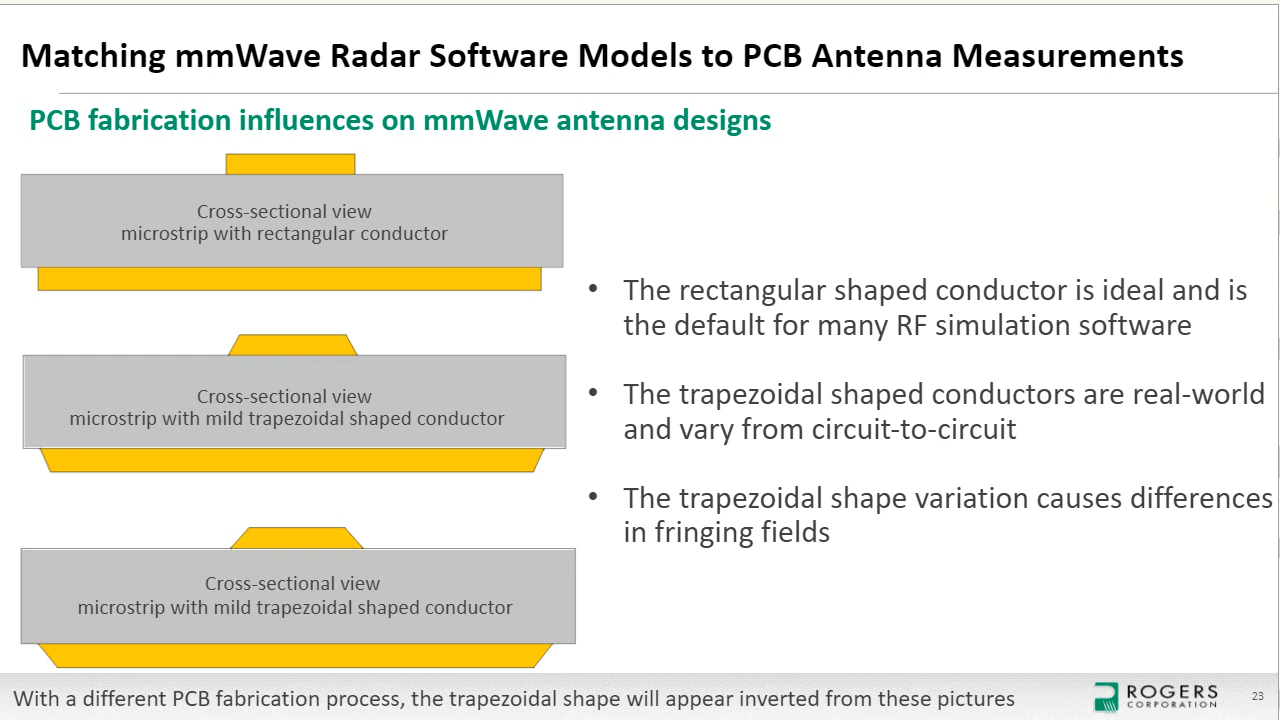 Matching mmWave Radar Software Models to PCB Antenna Measurements
PCB fabrication influences on mmWave antenna designs
Cross-sectional view
microstrip with rectangular conductor
Cross-sectional view
microstrip with mild trapezoidal shaped conductor
Cross-sectional view
microstrip with mild trapezoidal shaped conductor
• The rectangular shaped conductor is ideal and is
the default for many RF simulation software
• The trapezoidal shaped conductors are real-world
and vary from circuit-to-circuit
• The trapezoidal shape variation causes differences
in fringing fields
With a different PCB fabrication process, the trapezoidal shape will appear inverted from these pictures
ROGERS
CORPORATION
23